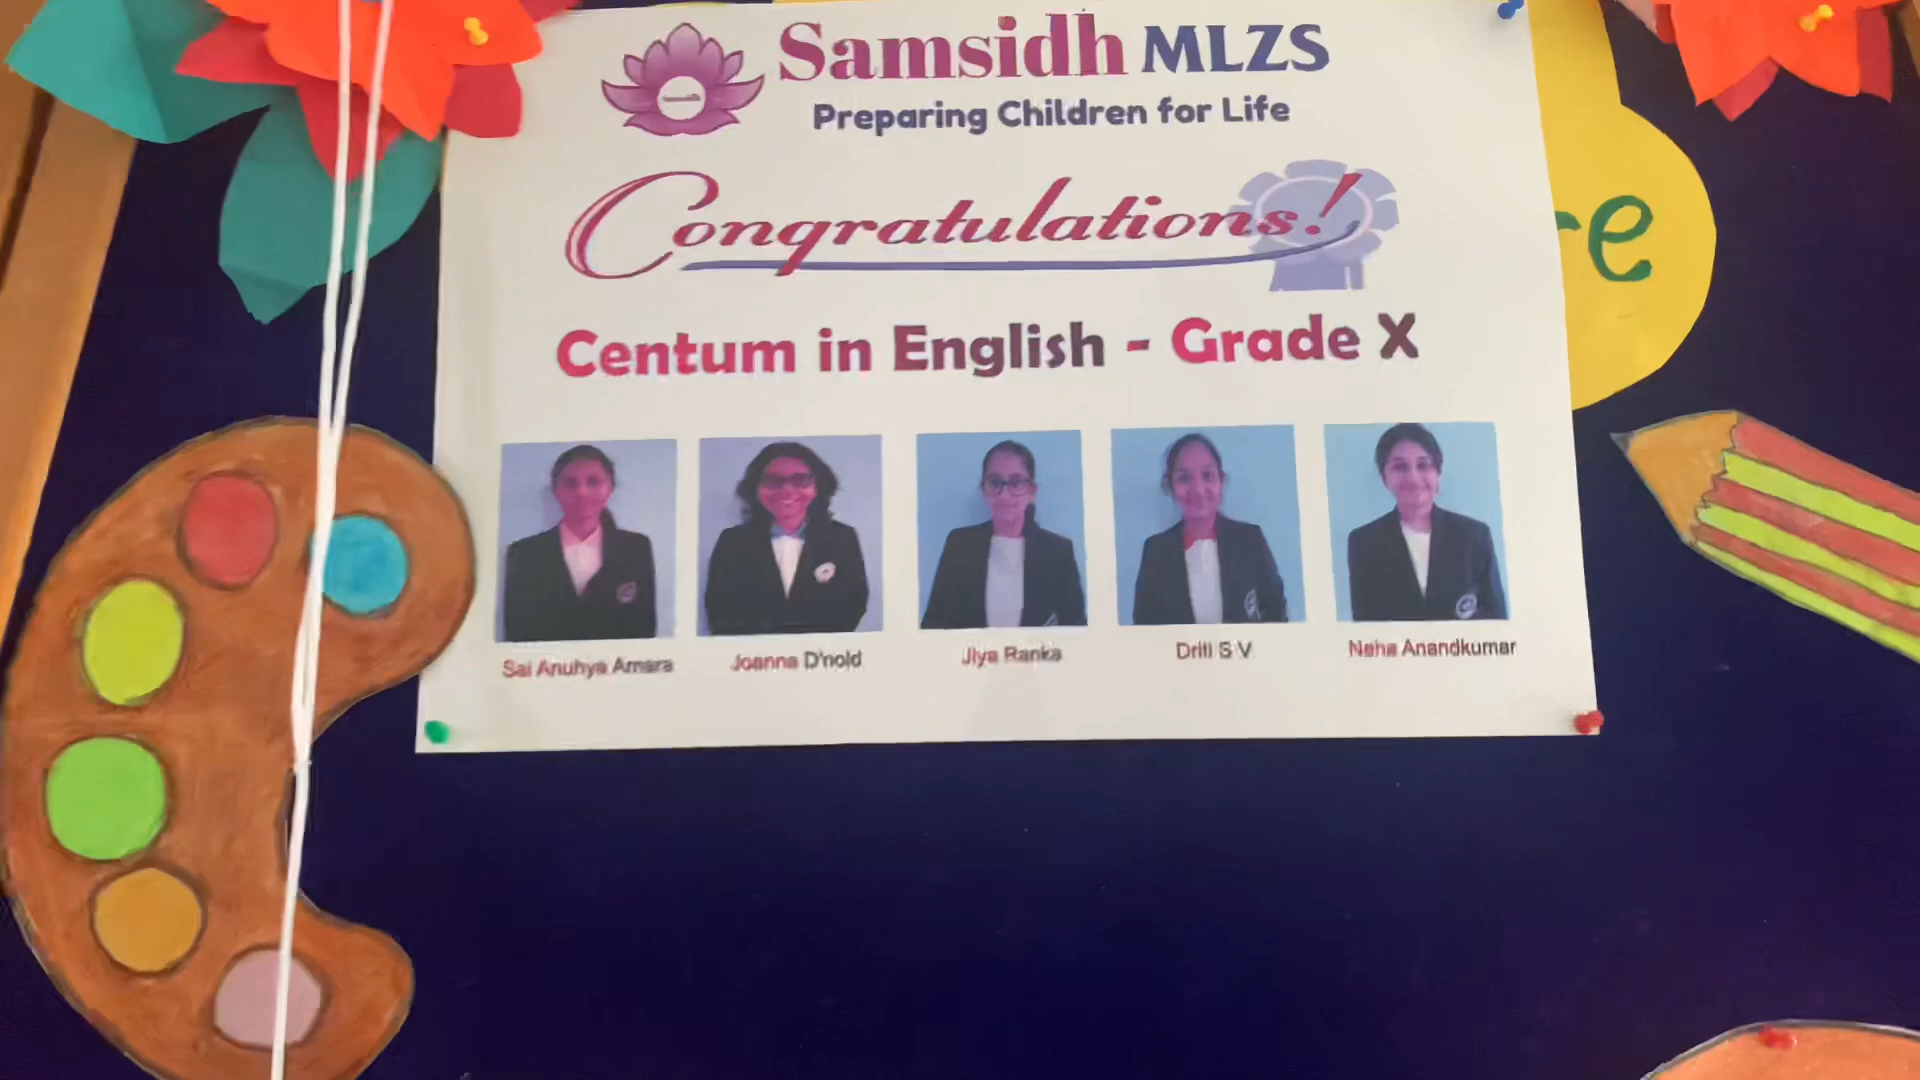 Samsidh MLZS
Preparing Children for Life
Congratulations!
Centum in English - Grade X
Sai Anuhya Amara
Joanna D'nold
Jiya Ranka
Driti S V
Neha Anandkumar
re